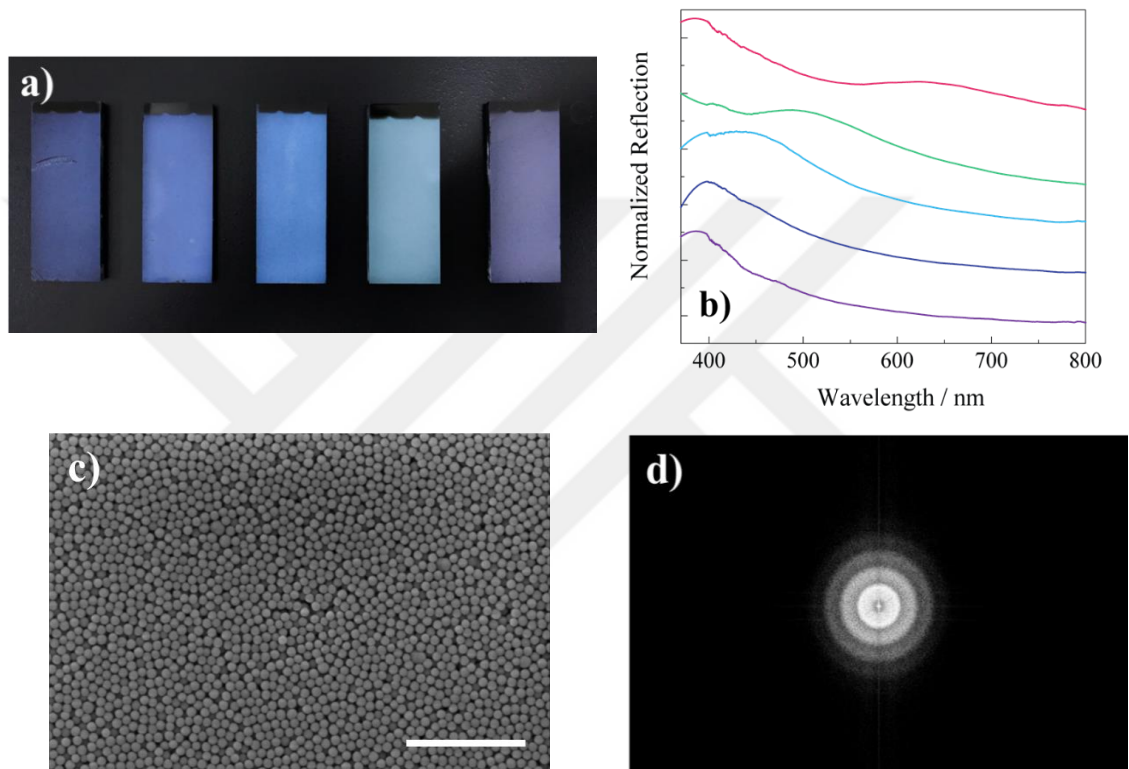 a)
Normalized Reflection
b)
400 500 600 700 800
Wavelength / nm
c)
d)